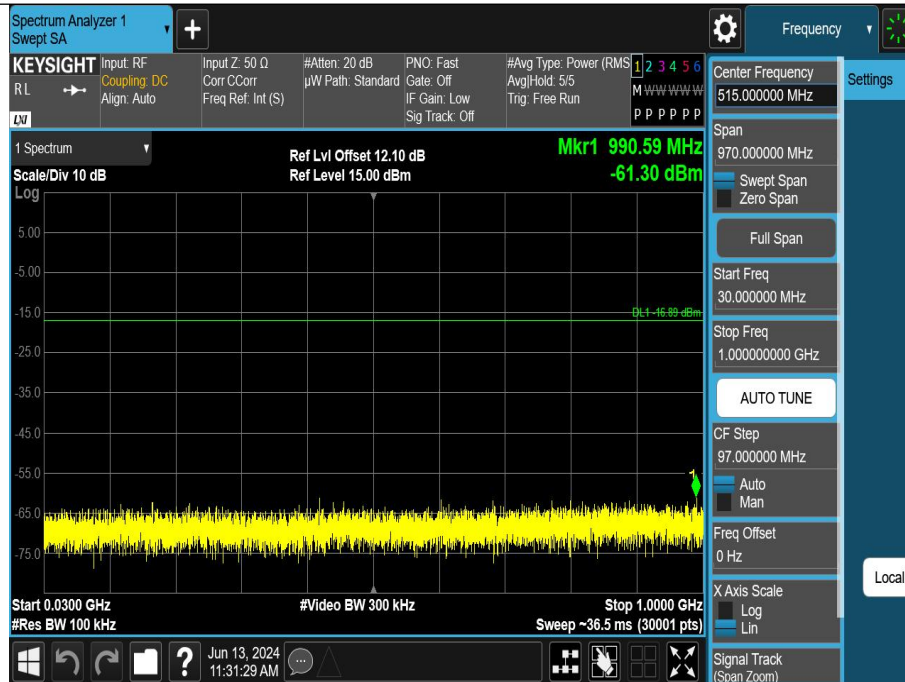 Spectrum Analyzer 1
Swept SA
+
Frequency
KEYSIGHT
RL
LXI
Input: RF
Coupling: DC
Align: Auto
Input Z: 50 Ω
Corr CCorr
Freq Ref: Int (S)
#Atten: 20 dB
µW Path: Standard
PNO: Fast
Gate: Off
IF Gain: Low
Sig Track: Off
#Avg Type: Power (RMS
Avg|Hold: 5/5
Trig: Free Run
1 2 3 4 5 6
M W W W W W
P P P P P P
1 Spectrum
Scale/Div 10 dB
Log
Ref Lvl Offset 12.10 dB
Ref Level 15.00 dBm
Mkr1 990.59 MHz
-61.30 dBm
5.00
-5.00
-15.0
DL1 -16.89 dBm
-25.0
-35.0
-45.0
-55.0
1
-65.0
-75.0
Start 0.0300 GHz
#Res BW 100 kHz
#Video BW 300 kHz
Stop 1.0000 GHz
Sweep ~36.5 ms (30001 pts)
Center Frequency
515.000000 MHz
Settings
Span
970.000000 MHz
Swept Span
Zero Span
Full Span
Start Freq
30.000000 MHz
Stop Freq
1.000000000 GHz
AUTO TUNE
CF Step
97.000000 MHz
Auto
Man
Freq Offset
0 Hz
Local
X Axis Scale
Log
Lin
Signal Track
(Span Zoom)
?
Jun 13, 2024
11:31:29 AM